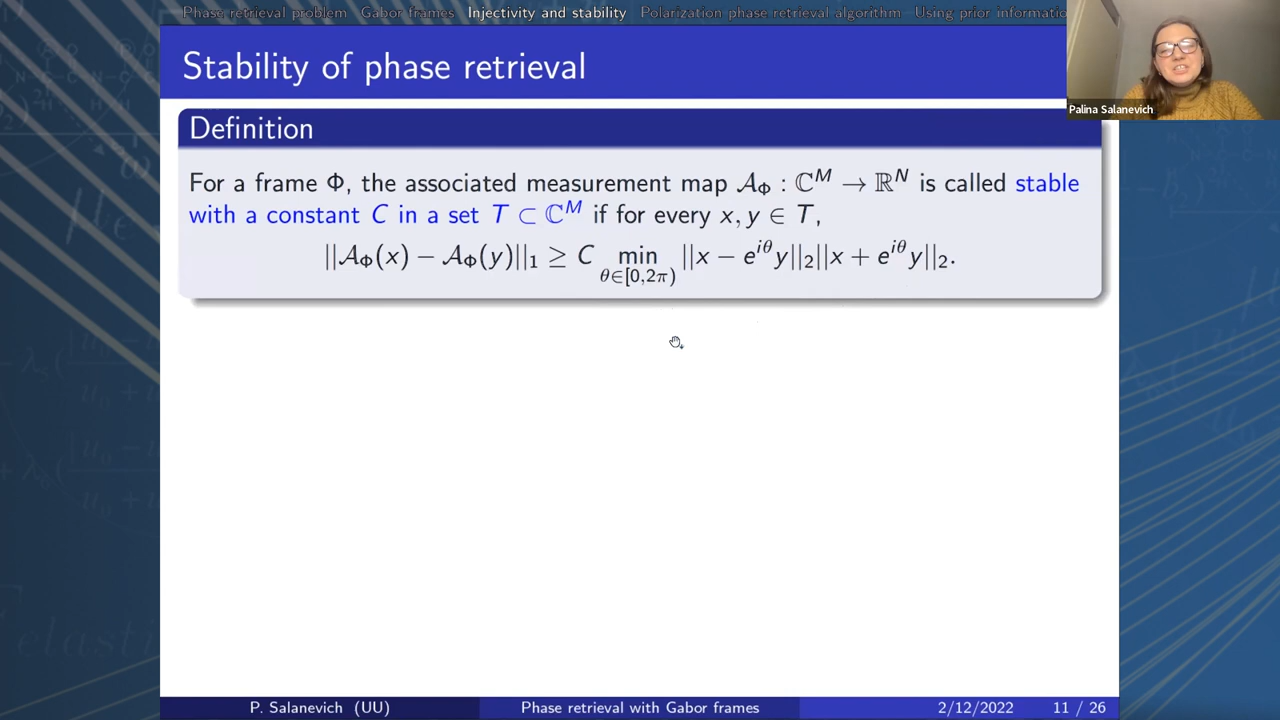 Phase retrieval problem Gabor frames Injectivity and stability Polarization phase retrieval algorithm Using prior informatio
Stability of phase retrieval
Palina Salanevich
Definition
For a frame Φ, the associated measurement map 𝒜_Φ : ℂ^M → ℝ^N is called stable
with a constant C in a set T ⊂ ℂ^M if for every x, y ∈ T,
||𝒜_Φ(x) − 𝒜_Φ(y)||_1 ≥ C min_{θ∈[0,2π)} ||x − e^{iθ}y||_2||x + e^{iθ}y||_2.
P. Salanevich (UU) Phase retrieval with Gabor frames 2/12/2022 11 / 26